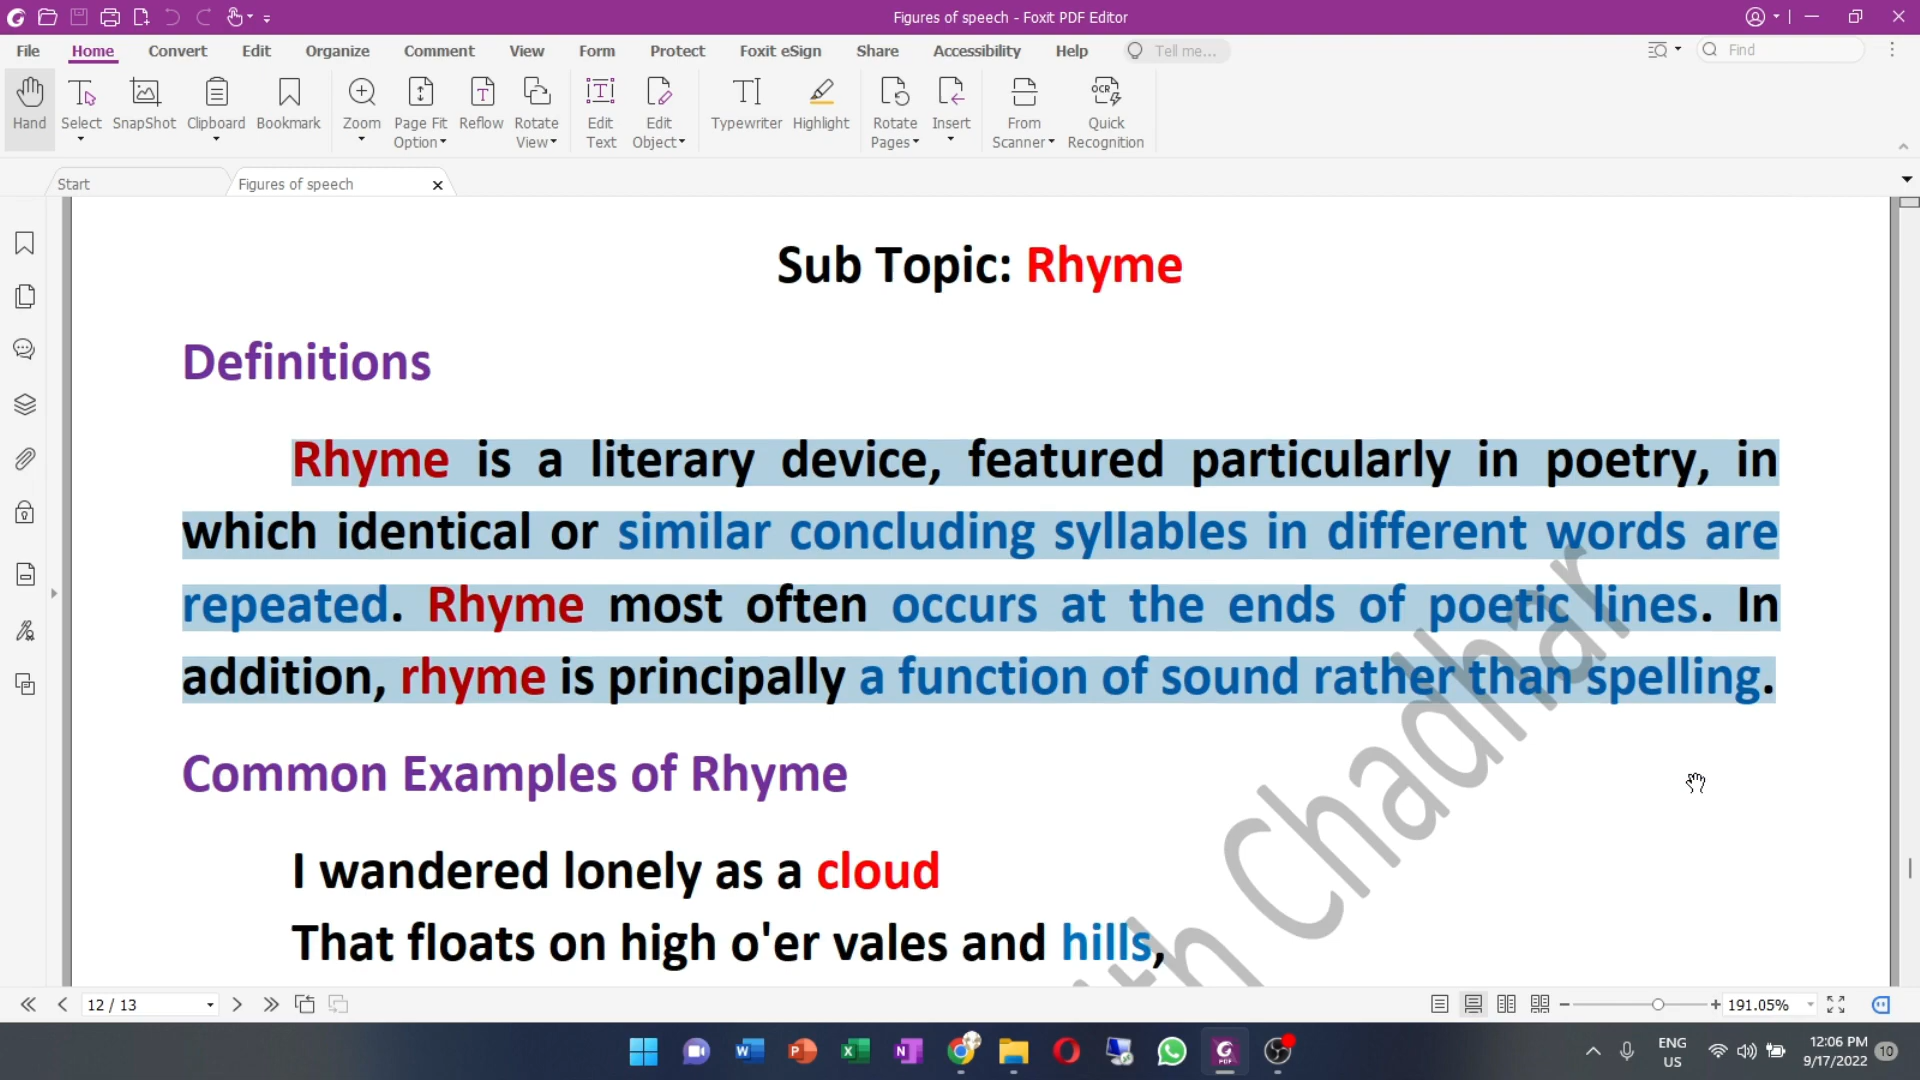 Figures of speech - Foxit PDF Editor
File Home Convert Edit Organize Comment View Form Protect Foxit eSign Share Accessibility Help Tell me... Find
Hand Select SnapShot Clipboard Bookmark Zoom Page Fit Option Reflow Rotate View Edit Text Edit Object Typewriter Highlight Rotate Pages Insert From Scanner Quick Recognition
Start Figures of speech
Sub Topic: Rhyme
Definitions
Rhyme is a literary device, featured particularly in poetry, in
which identical or similar concluding syllables in different words are
repeated. Rhyme most often occurs at the ends of poetic lines. In
addition, rhyme is principally a function of sound rather than spelling.
Common Examples of Rhyme
I wandered lonely as a cloud
That floats on high o'er vales and hills,
Chadhar
12 / 13 191.05%
ENG 12:06 PM
US 9/17/2022 10